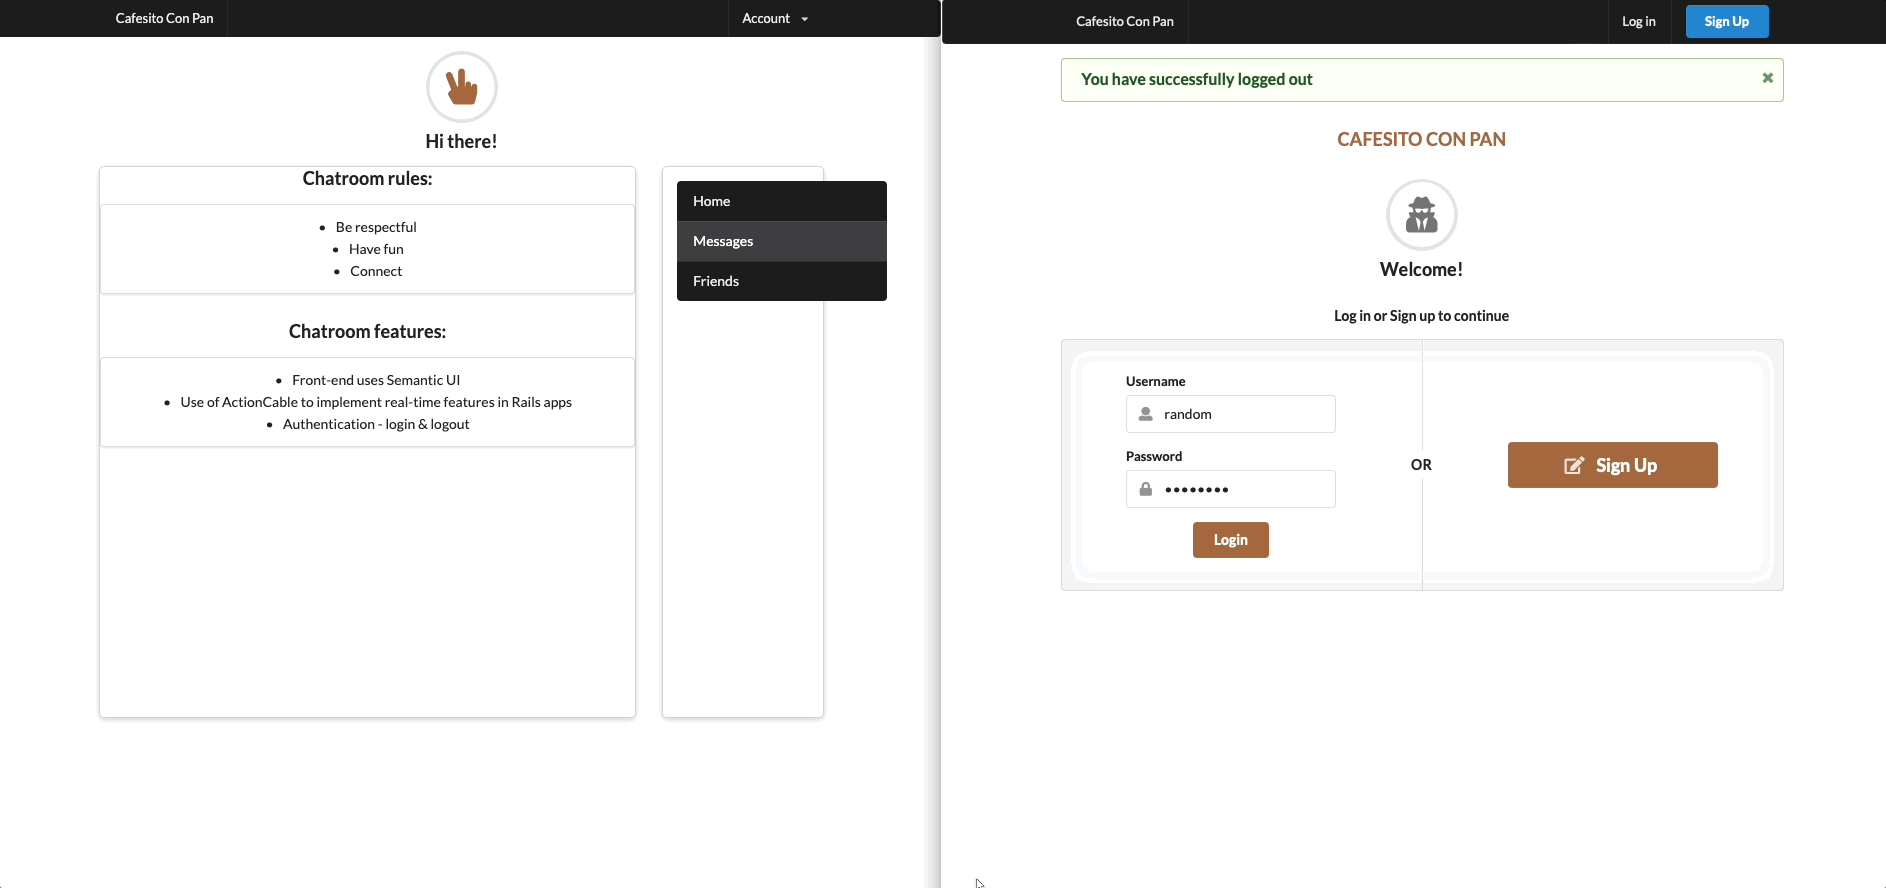 Cafesito Con Pan
Account
Hi there!
Chatroom rules:
Be respectful
Have fun
Connect
Chatroom features:
Front-end uses Semantic UI
Use of ActionCable to implement real-time features in Rails apps
Authentication - login & logout
Home
Messages
Friends
Cafesito Con Pan
Log in
Sign Up
You have successfully logged out
CAFESITO CON PAN
Welcome!
Log in or Sign up to continue
Username
random
Password
••••••••
Login
OR
Sign Up